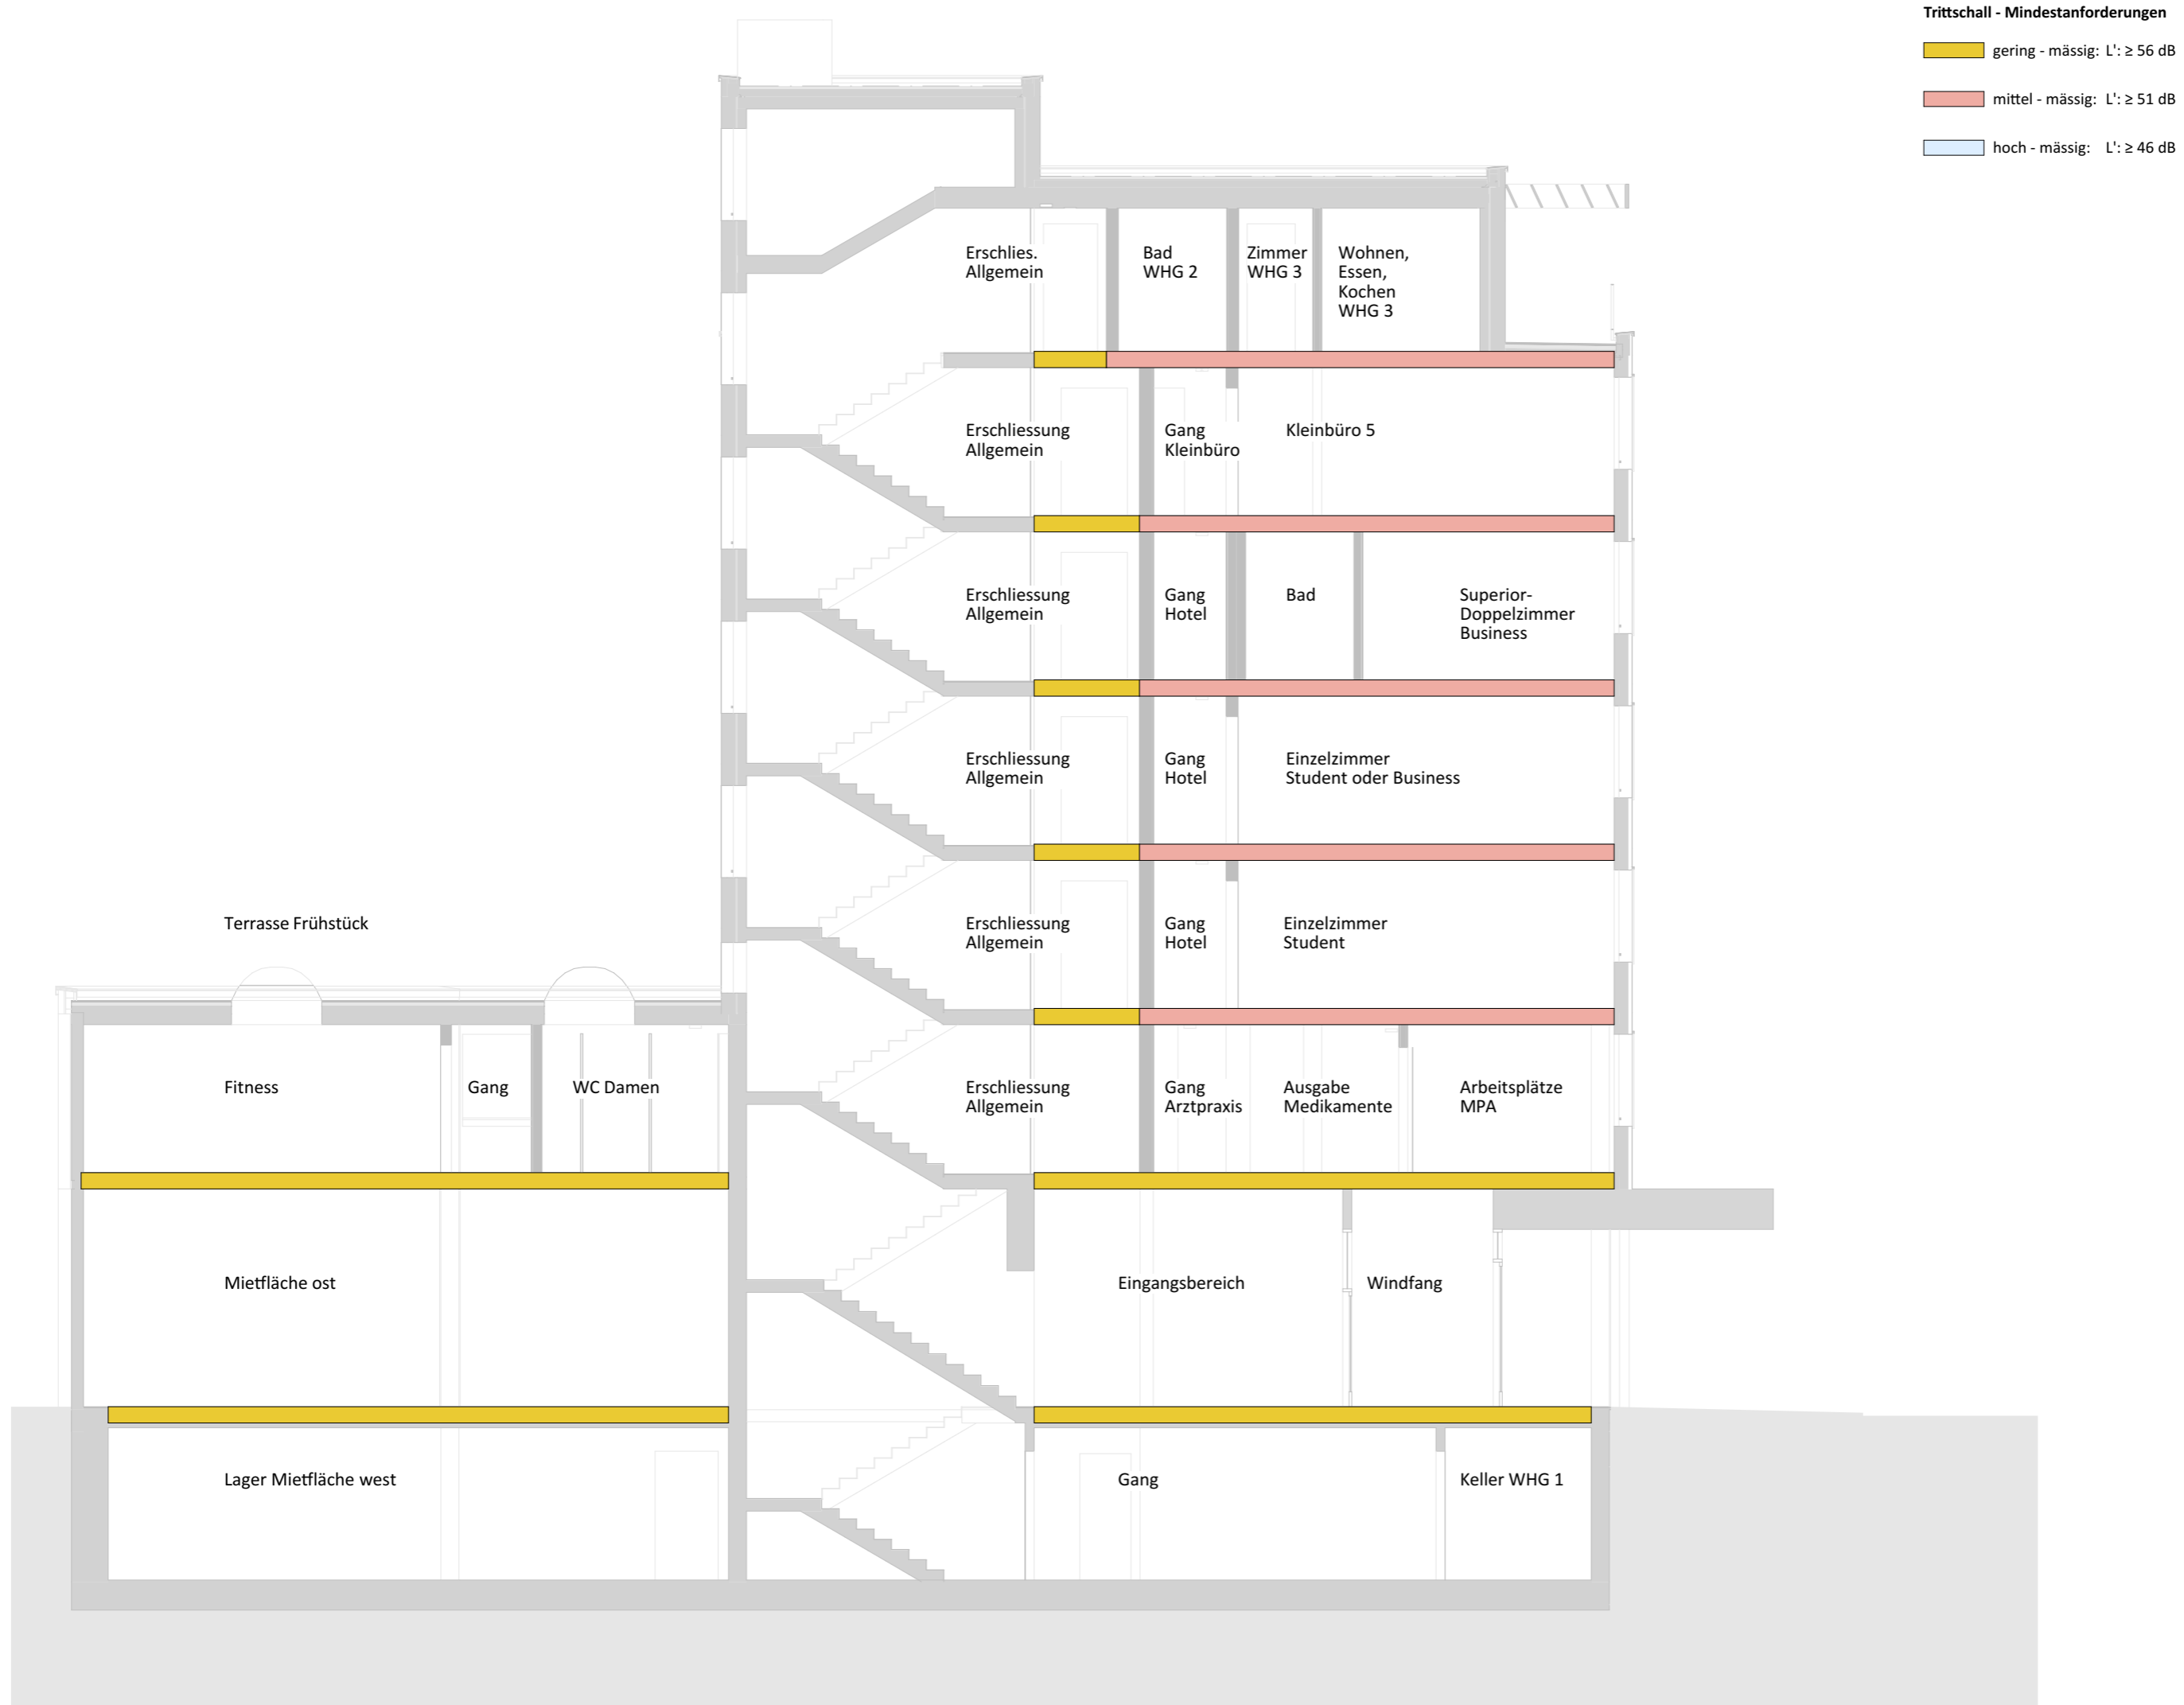 Trittschall - Mindestanforderungen
gering - mässig: L': ≥ 56 dB
mittel - mässig: L': ≥ 51 dB
hoch - mässig: L': ≥ 46 dB
Erschlies.
Allgemein
Bad
WHG 2
Zimmer
WHG 3
Wohnen,
Essen,
Kochen
WHG 3
Erschliessung
Allgemein
Gang
Kleinbüro
Kleinbüro 5
Erschliessung
Allgemein
Gang
Hotel
Bad
Superior-
Doppelzimmer
Business
Erschliessung
Allgemein
Gang
Hotel
Einzelzimmer
Student oder Business
Terrasse Frühstück
Erschliessung
Allgemein
Gang
Hotel
Einzelzimmer
Student
Fitness
Gang
WC Damen
Erschliessung
Allgemein
Gang
Arztpraxis
Ausgabe
Medikamente
Arbeitsplätze
MPA
Mietfläche ost
Eingangsbereich
Windfang
Lager Mietfläche west
Gang
Keller WHG 1